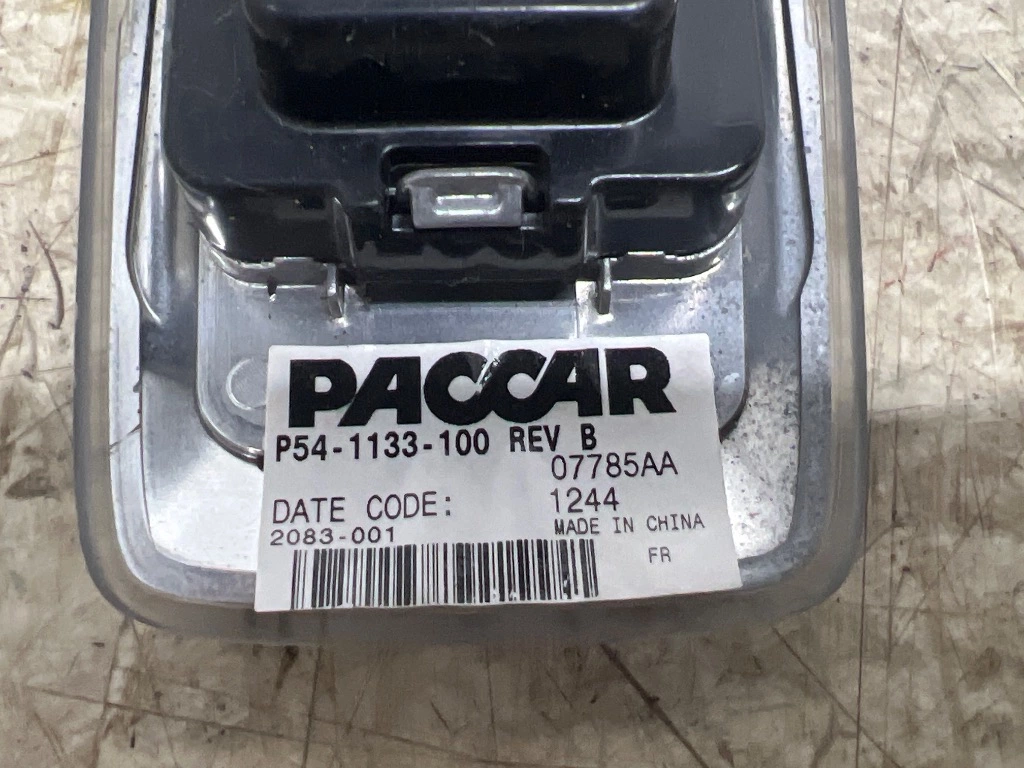 PACCAR
P54-1133-100 REV B
07785AA
DATE CODE: 1244
2083-001 MADE IN CHINA
FR